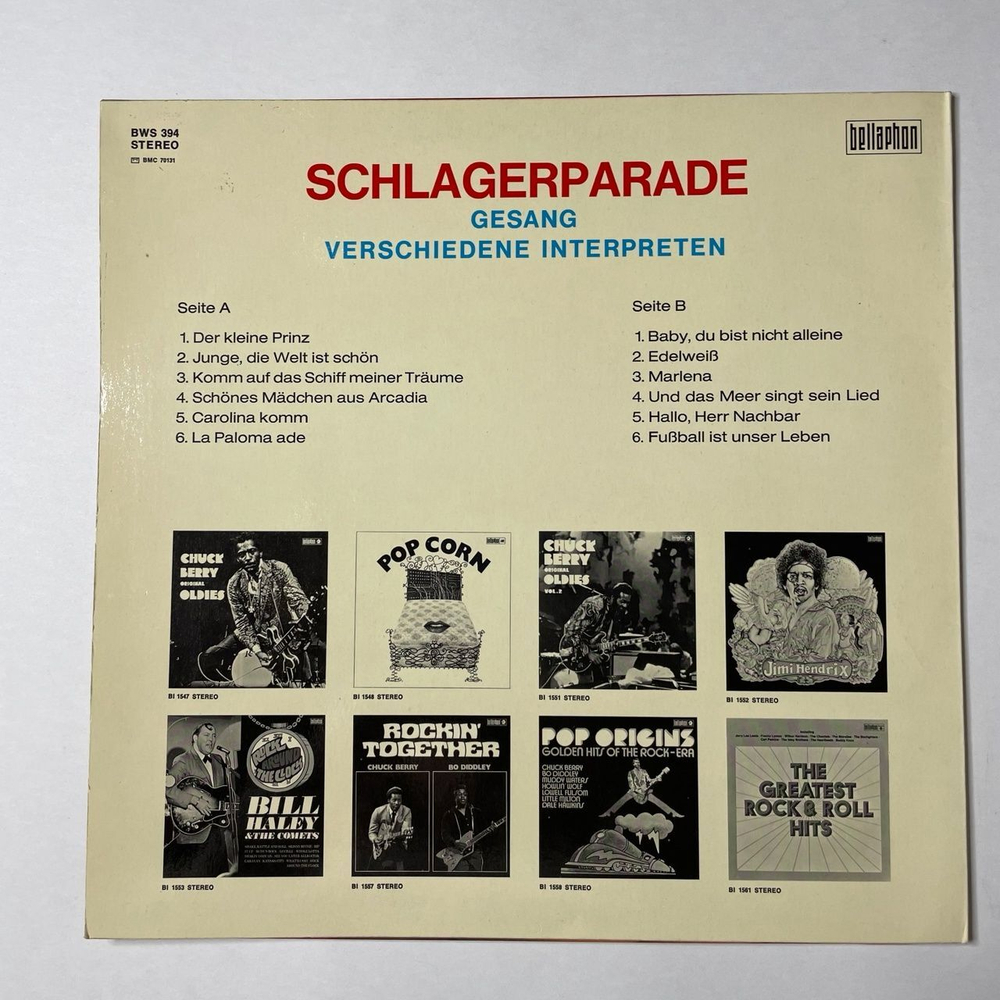 BWS 394
STEREO
BMC 70131
bellaphon
SCHLAGERPARADE
GESANG
VERSCHIEDENE INTERPRETEN
Seite A
1. Der kleine Prinz
2. Junge, die Welt ist schön
3. Komm auf das Schiff meiner Träume
4. Schönes Mädchen aus Arcadia
5. Carolina komm
6. La Paloma ade
Seite B
1. Baby, du bist nicht alleine
2. Edelweiß
3. Marlena
4. Und das Meer singt sein Lied
5. Hallo, Herr Nachbar
6. Fußball ist unser Leben
CHUCK
BERRY
ORIGINAL
OLDIES
BI 1547 STEREO
POP CORN
BI 1548 STEREO
CHUCK
BERRY
ORIGINAL
OLDIES
VOL. 2
BI 1551 STEREO
Jimi Hendrix
BI 1552 STEREO
ROCK
AROUND
THE CLOCK
BILL
HALEY
& THE COMETS
BI 1553 STEREO
ROCKIN'
TOGETHER
CHUCK BERRY
BO DIDDLEY
BI 1557 STEREO
POP ORIGINS
GOLDEN HITS OF THE ROCK-ERA
CHUCK BERRY
BO DIDDLEY
MUDDY WATERS
HOWLIN' WOLF
LOWELL FULSOM
LITTLE MILTON
DALE HAWKINS
BI 1558 STEREO
THE
GREATEST
ROCK & ROLL
HITS
BI 1561 STEREO